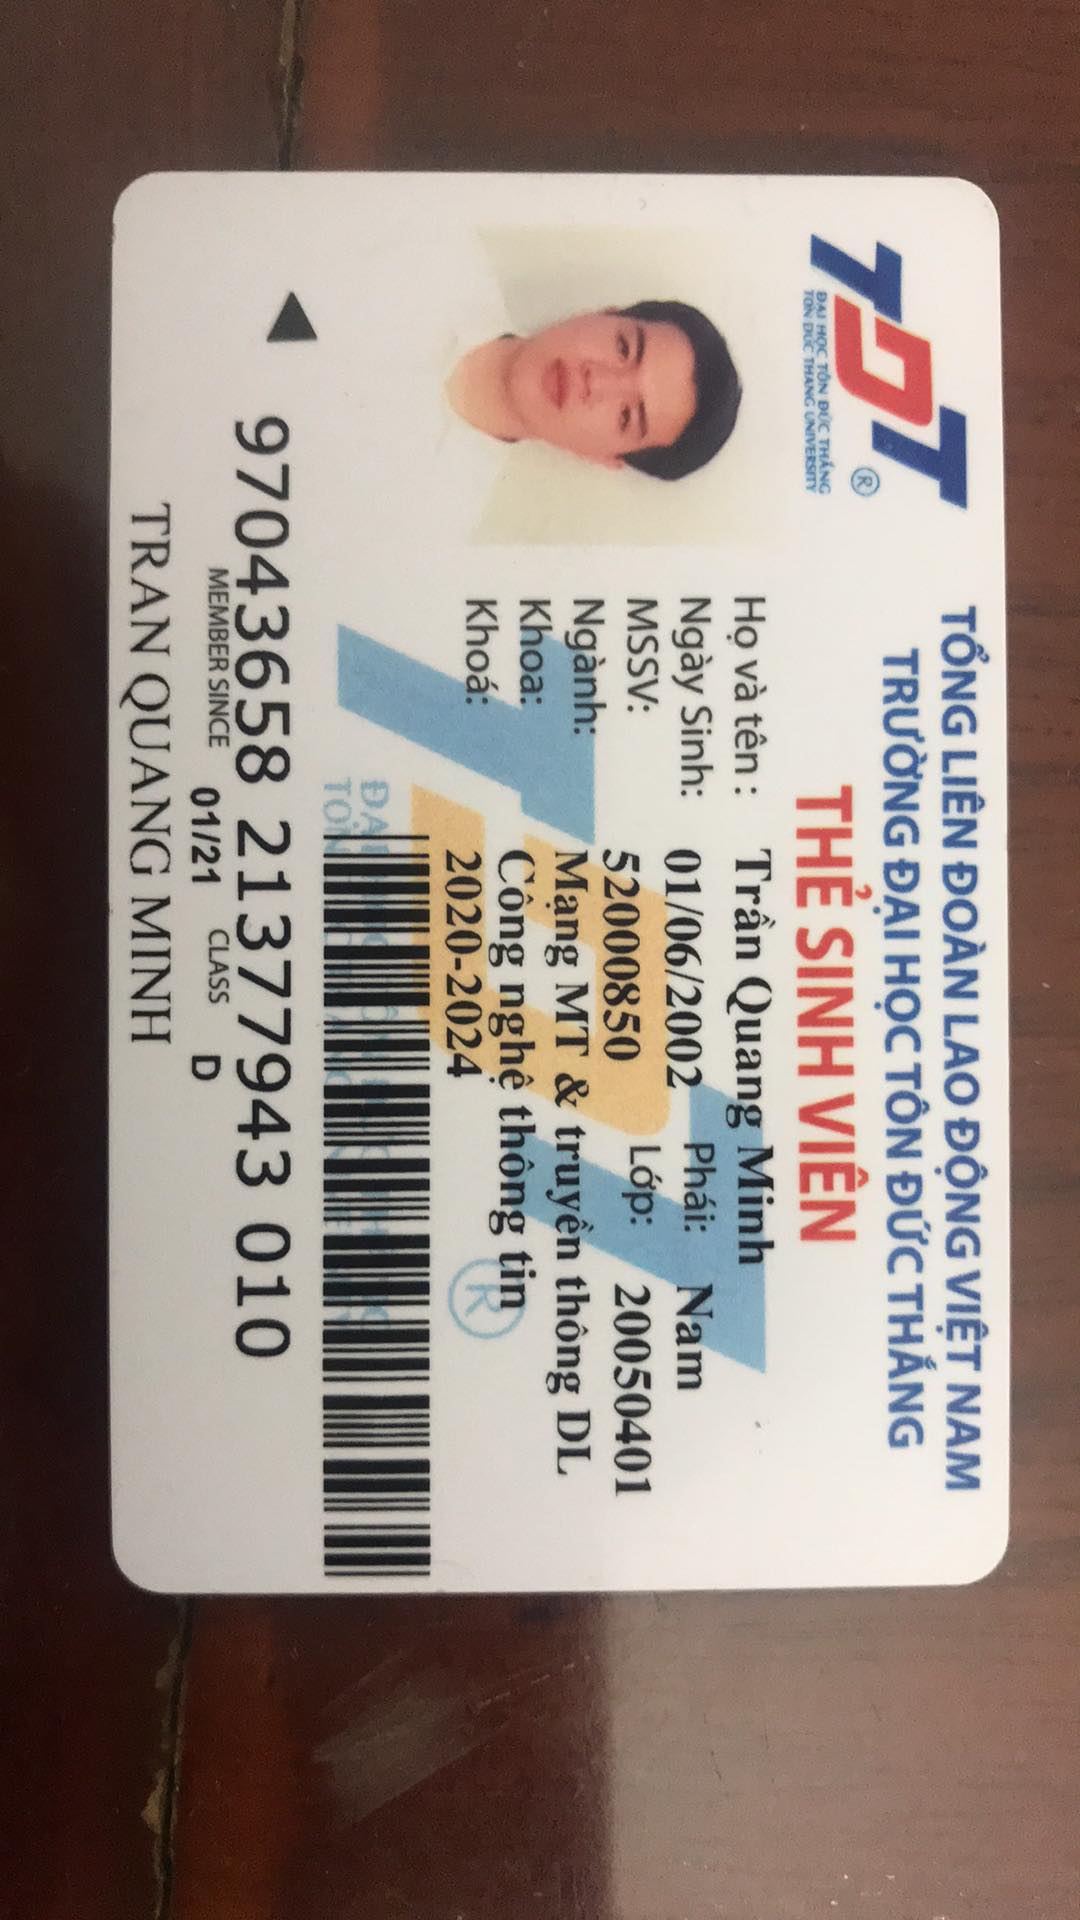 TDT ®
ĐẠI HỌC TÔN ĐỨC THẮNG
TON DUC THANG UNIVERSITY
TỔNG LIÊN ĐOÀN LAO ĐỘNG VIỆT NAM
TRƯỜNG ĐẠI HỌC TÔN ĐỨC THẮNG
THẺ SINH VIÊN
Họ và tên : Trần Quang Minh
Ngày Sinh: 01/06/2002 Phái: Nam
MSSV: 52000850 Lớp: 20050401
Ngành: Mạng MT & truyền thông DL
Khoa: Công nghệ thông tin
Khoá: 2020-2024
97043658 21377943 010
MEMBER SINCE 01/21 CLASS D
TRAN QUANG MINH